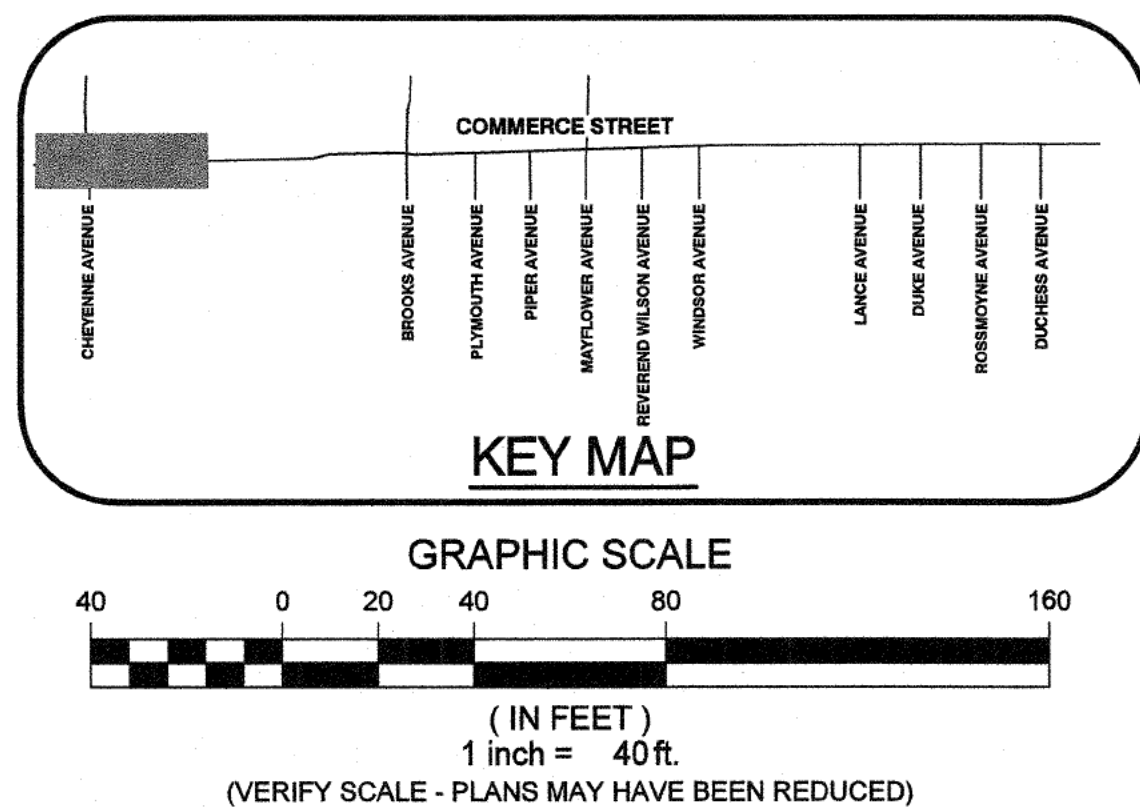 COMMERCE STREET
CHEYENNE AVENUE
BROOKS AVENUE
PLYMOUTH AVENUE
PIPER AVENUE
MAYFLOWER AVENUE
REVEREND WILSON AVENUE
WINDSOR AVENUE
LANCE AVENUE
DUKE AVENUE
ROSSMOYNE AVENUE
DUCHESS AVENUE
KEY MAP
GRAPHIC SCALE
40 0 20 40 80 160
( IN FEET )
1 inch = 40 ft.
(VERIFY SCALE - PLANS MAY HAVE BEEN REDUCED)